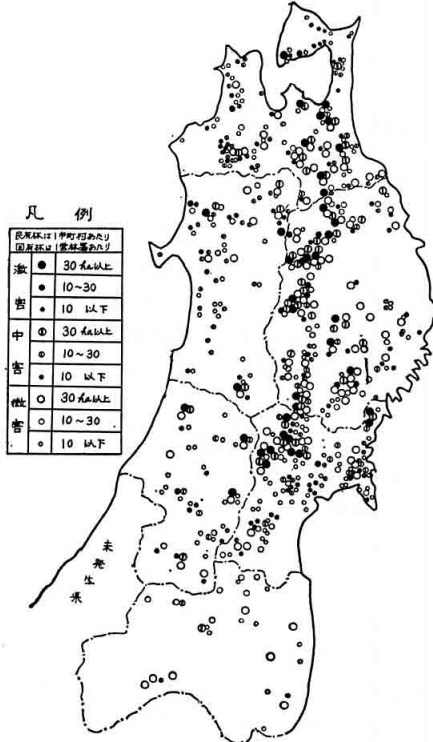 凡 例
民有林は1市町村あたり
国有林は1営林署あたり
激害
30 ha以上
10~30
10 以下
中害
30 ha以上
10~30
10 以下
微害
30 ha以上
10~30
10 以下
未発生県